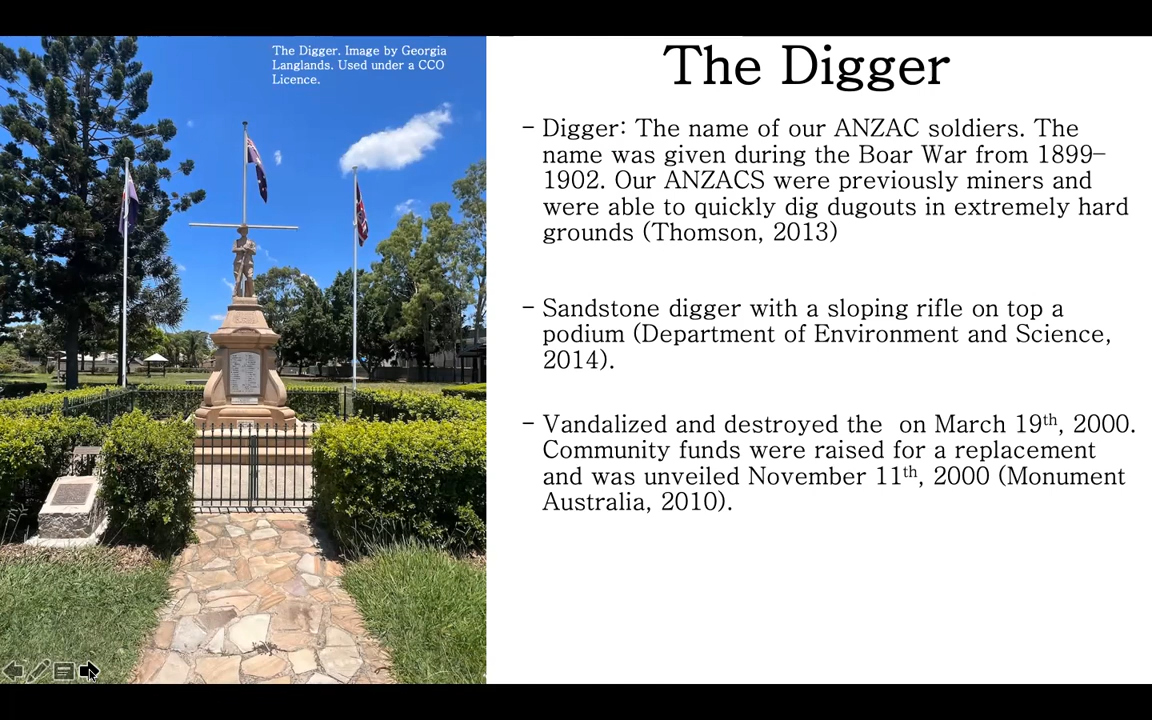 The Digger. Image by Georgia
Langlands. Used under a CCO
Licence.
The Digger
- Digger: The name of our ANZAC soldiers. The
name was given during the Boar War from 1899-
1902. Our ANZACS were previously miners and
were able to quickly dig dugouts in extremely hard
grounds (Thomson, 2013)
- Sandstone digger with a sloping rifle on top a
podium (Department of Environment and Science,
2014).
- Vandalized and destroyed the  on March 19th, 2000.
Community funds were raised for a replacement
and was unveiled November 11th, 2000 (Monument
Australia, 2010).